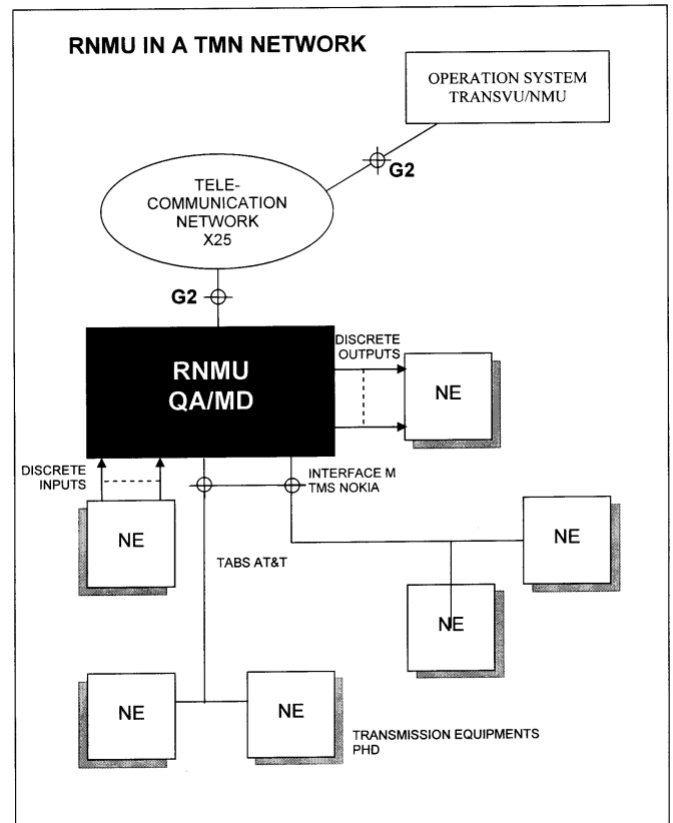 RNMU IN A TMN NETWORK
OPERATION SYSTEM
TRANSVU/NMU
G2
TELE-
COMMUNICATION
NETWORK
X25
G2
DISCRETE
OUTPUTS
RNMU
QA/MD
NE
DISCRETE
INPUTS
INTERFACE M
TMS NOKIA
NE
TABS AT&T
NE
NE
NE
NE
TRANSMISSION EQUIPMENTS
PHD